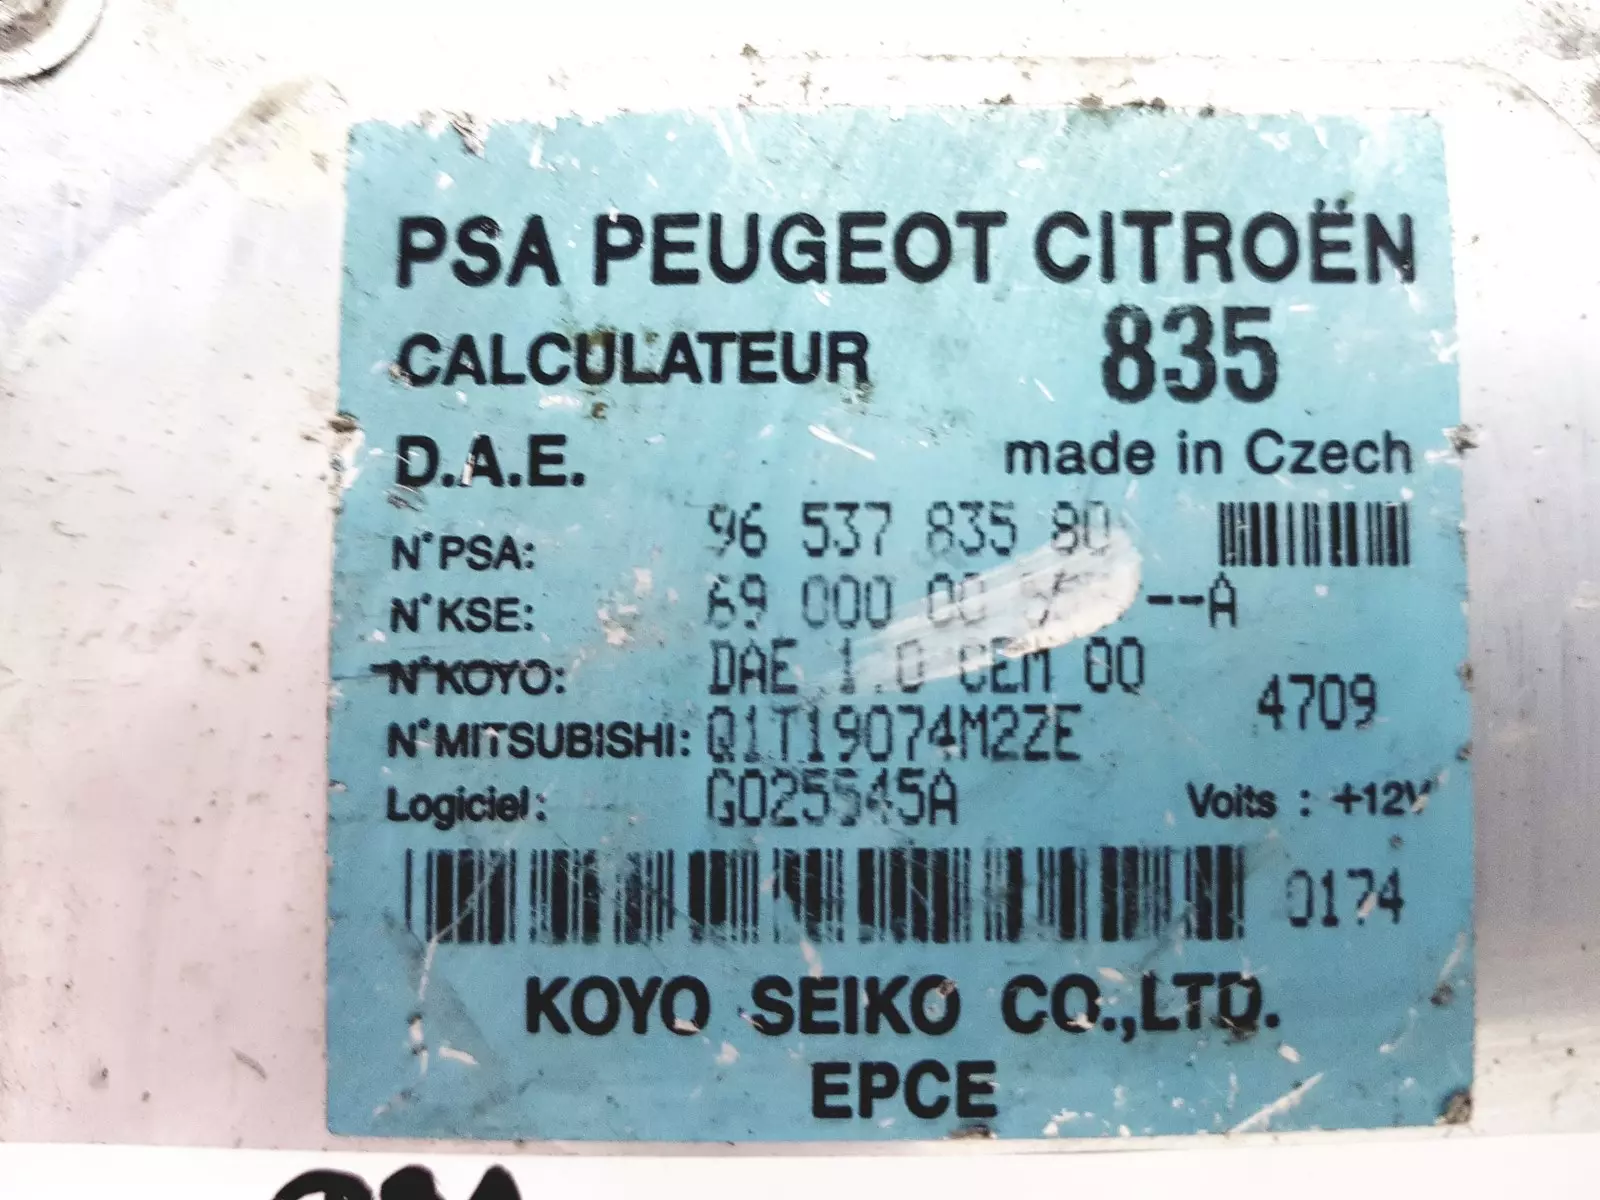 PSA PEUGEOT CITROËN
CALCULATEUR 835
D.A.E. made in Czech
N°PSA: 96 537 835 80
N°KSE: 69 000 00 --A
N°KOYO: DAE 1.0 CEM 00
N°MITSUBISHI: Q1T19074M2ZE 4709
Logiciel: G025545A Volts : +12V
0174
KOYO SEIKO CO.,LTD.
EPCE